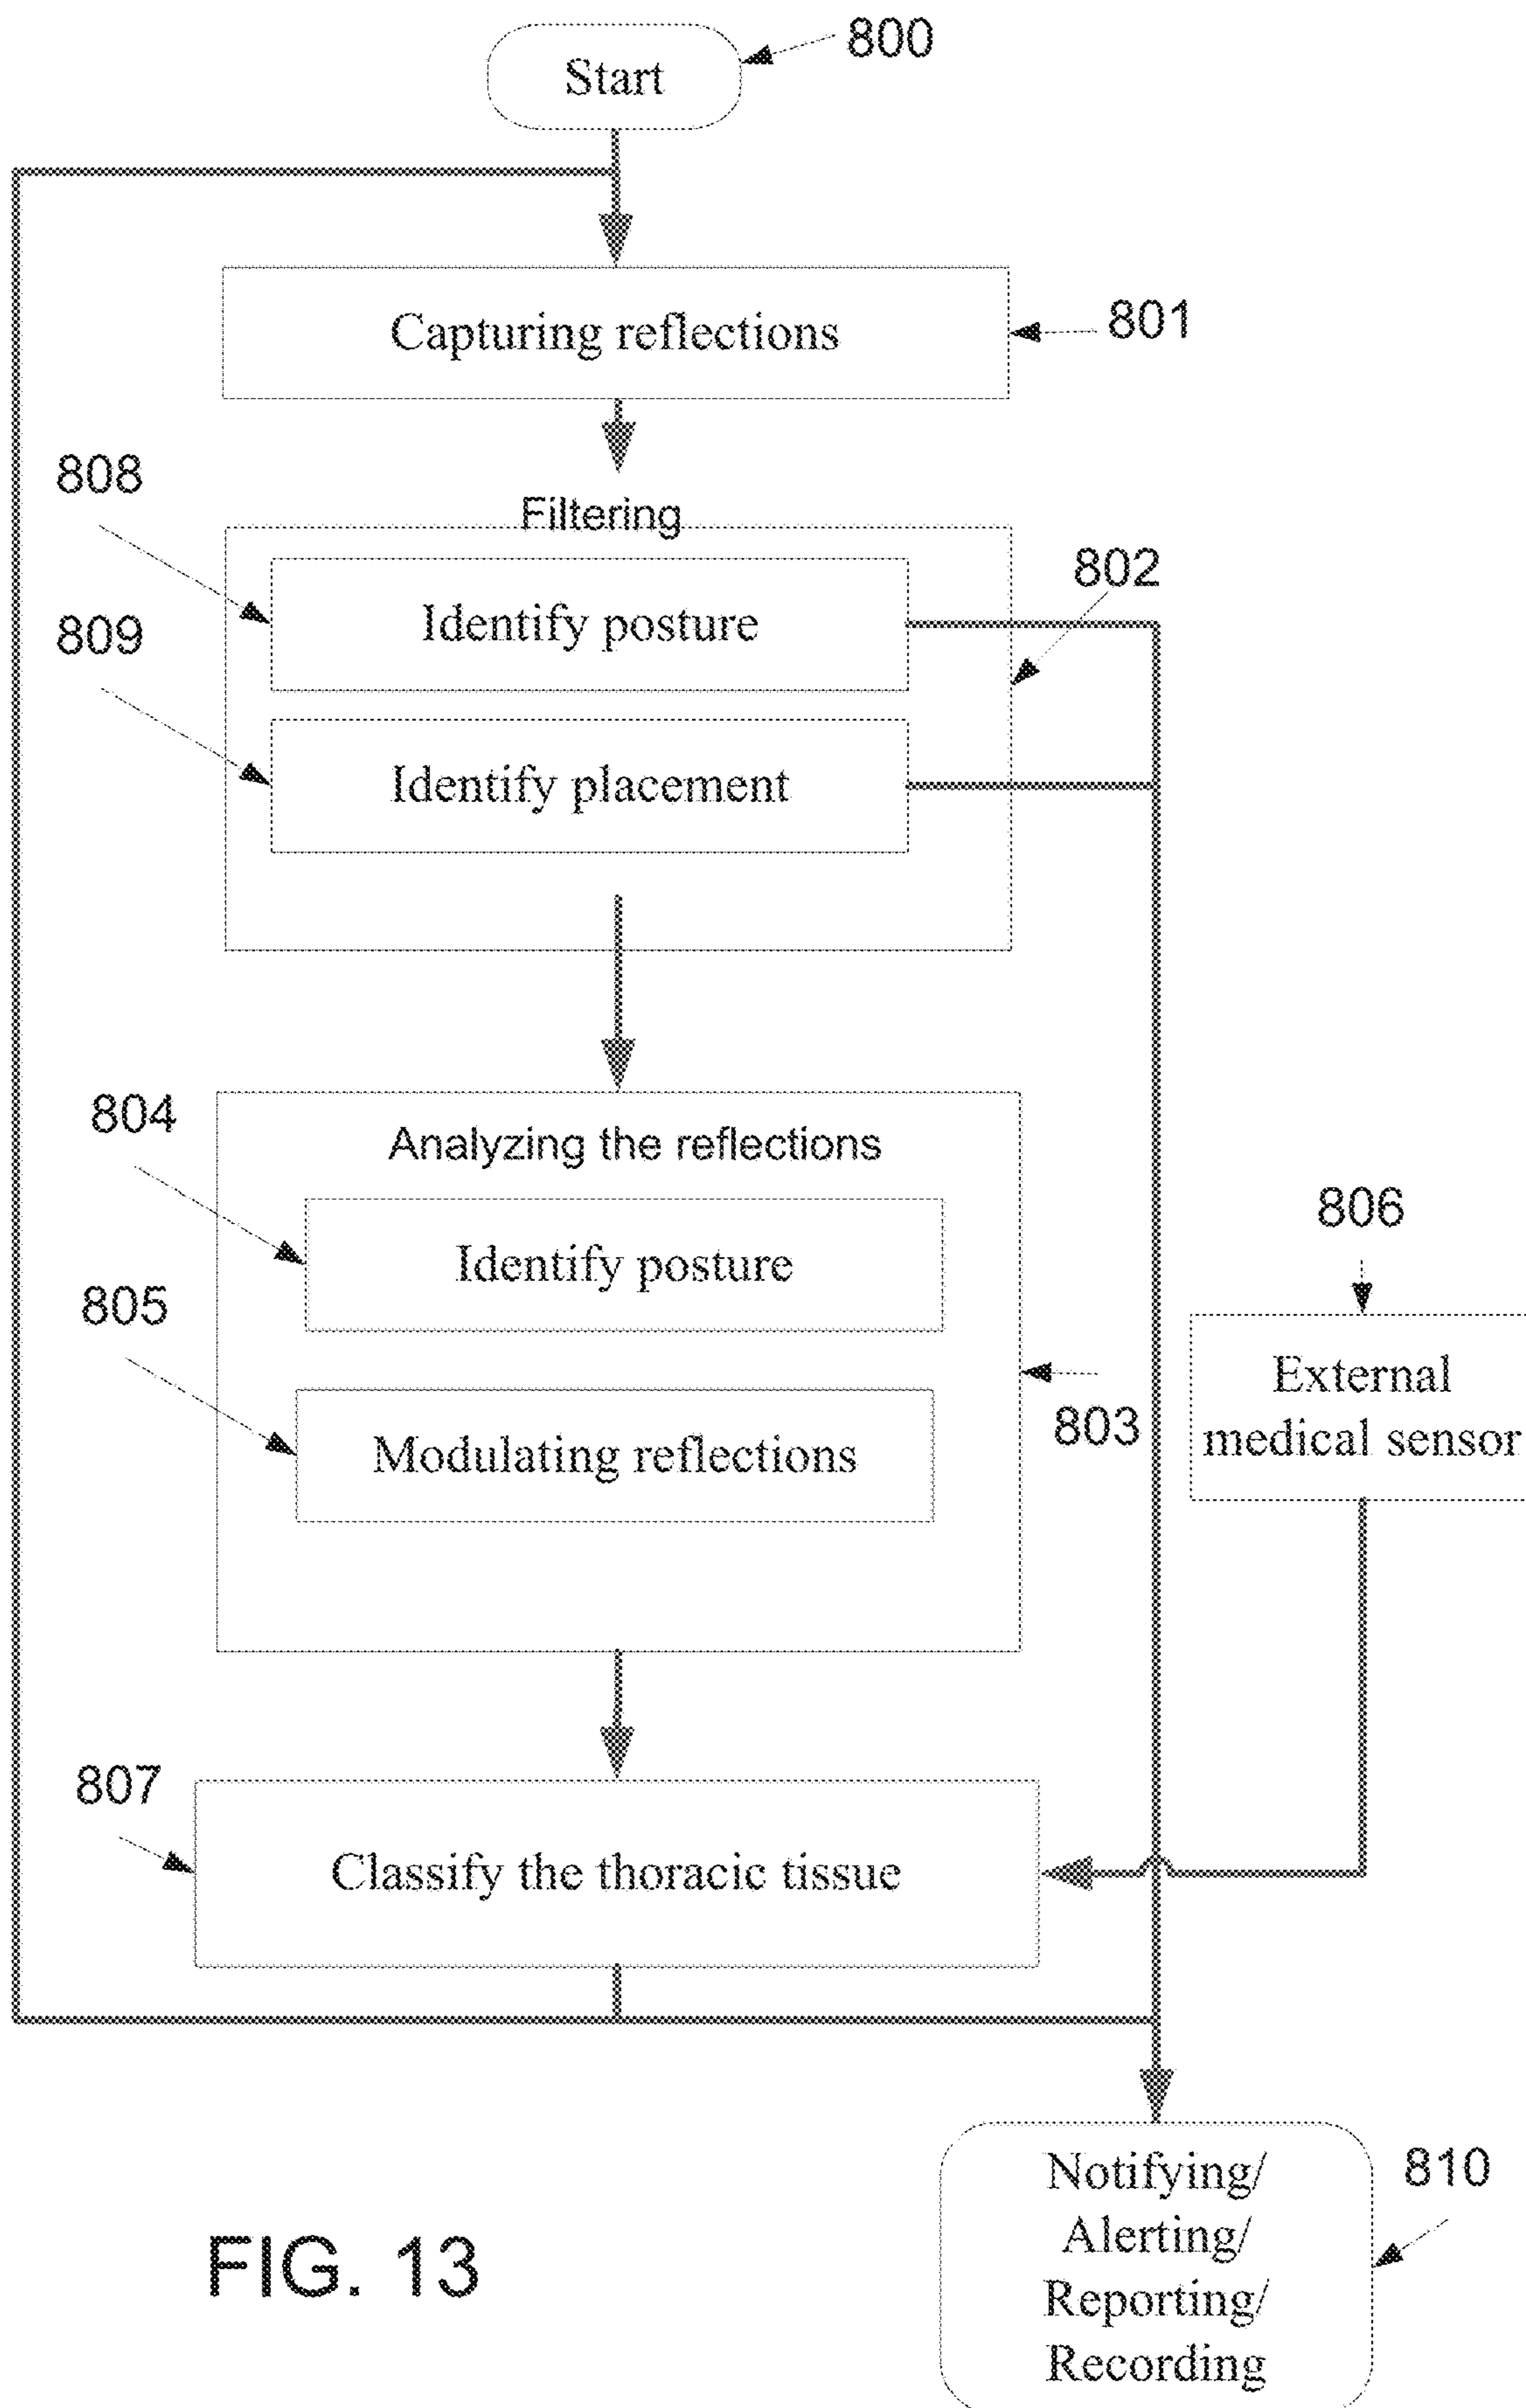 800
Start
Capturing reflections
801
808
Filtering
802
Identify posture
809
Identify placement
804
Analyzing the reflections
806
Identify posture
805
External
medical sensor
803
Modulating reflections
807
Classify the thoracic tissue
Notifying/
Alerting/
Reporting/
Recording
810
FIG. 13